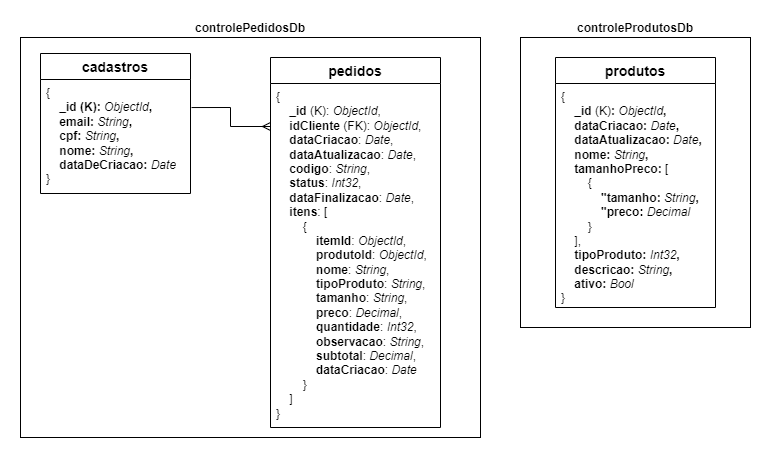 controlePedidosDb
cadastros
{
_id (K): ObjectId,
email: String,
cpf: String,
nome: String,
dataDeCriacao: Date
}
pedidos
{
_id (K): ObjectId,
idCliente (FK): ObjectId,
dataCriacao: Date,
dataAtualizacao: Date,
codigo: String,
status: Int32,
dataFinalizacao: Date,
itens: [
{
itemId: ObjectId,
produtoId: ObjectId,
nome: String,
tipoProduto: String,
tamanho: String,
preco: Decimal,
quantidade: Int32,
observacao: String,
subtotal: Decimal,
dataCriacao: Date
}
]
}
controleProdutosDb
produtos
{
_id (K): ObjectId,
dataCriacao: Date,
dataAtualizacao: Date,
nome: String,
tamanhoPreco: [
{
"tamanho: String,
"preco: Decimal
}
],
tipoProduto: Int32,
descricao: String,
ativo: Bool
}